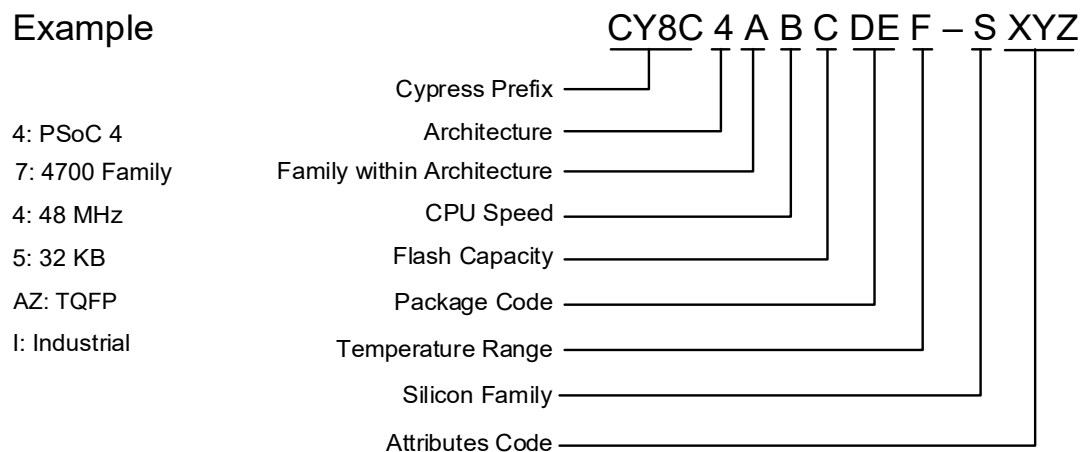 Example
CY8C 4 A B C DE F – S XYZ
Cypress Prefix
4: PSoC 4
Architecture
7: 4700 Family
Family within Architecture
4: 48 MHz
CPU Speed
5: 32 KB
Flash Capacity
AZ: TQFP
Package Code
I: Industrial
Temperature Range
Silicon Family
Attributes Code